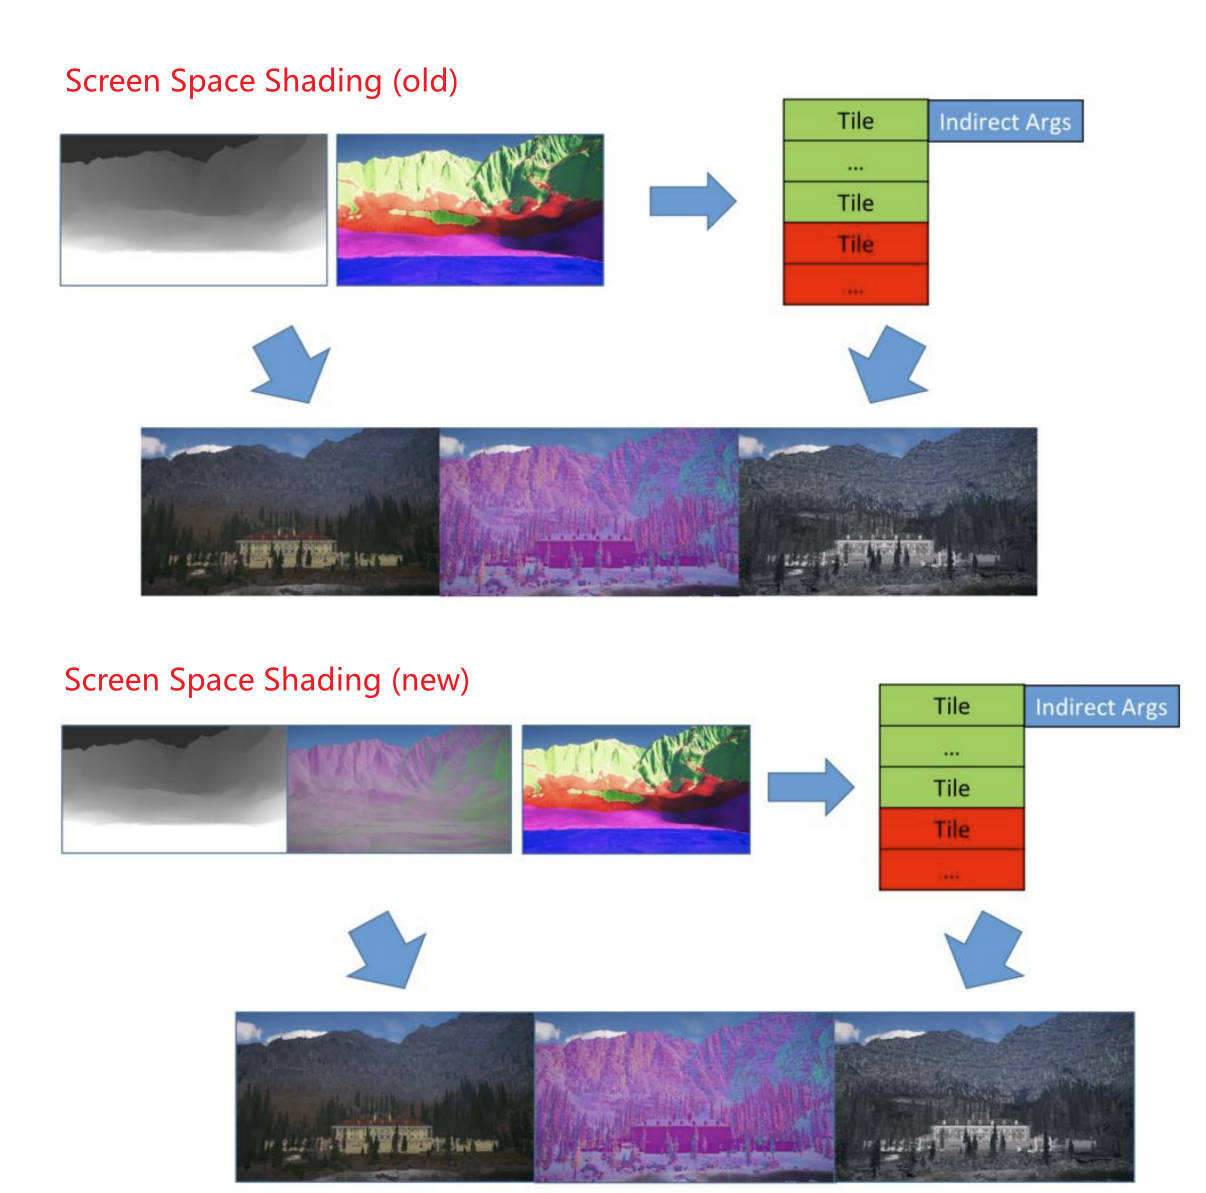 Screen Space Shading (old)
Tile
Indirect Args
...
Tile
Tile
...
Screen Space Shading (new)
Tile
Indirect Args
...
Tile
Tile
...